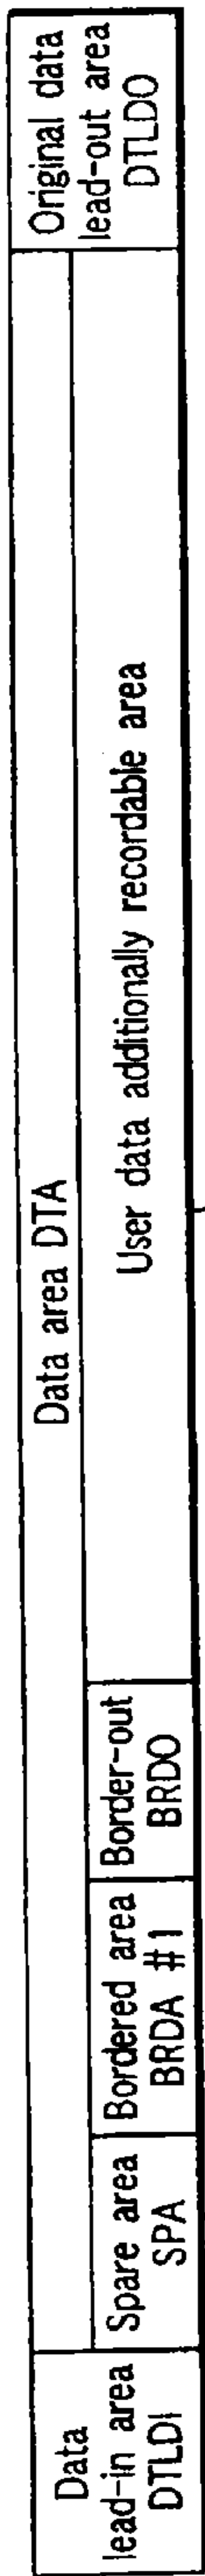 Data
lead-in area
DTLDI
Data area DTA
Spare area
SPA
Bordered area
BRDA #1
Border-out
BRDO
User data additionally recordable area
Original data
lead-out area
DTLDO